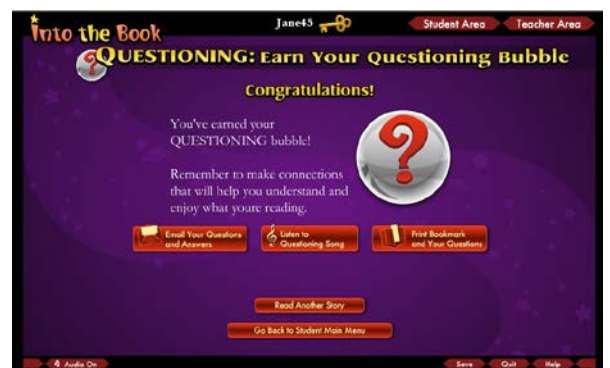 Into the Book
Jane45
Student Area
Teacher Area
QUESTIONING: Earn Your Questioning Bubble
Congratulations!
You've earned your
QUESTIONING bubble!
Remember to make connections
that will help you understand and
enjoy what youre reading.
Email Your Questions
and Answers
Listen to
Questioning Song
Print Bookmark
and Your Questions
Read Another Story
Go Back to Student Main Menu
Audio On
Save
Quit
Help